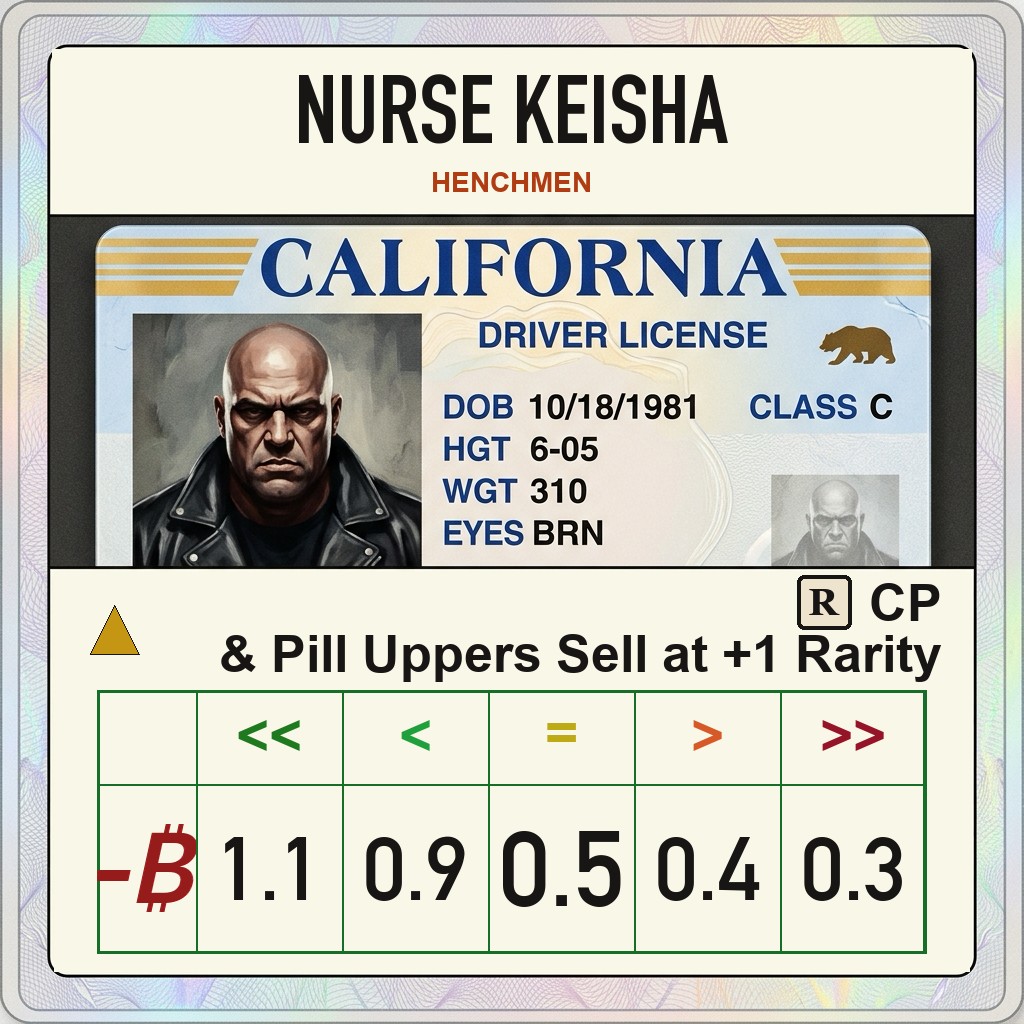 NURSE KEISHA
HENCHMEN
CALIFORNIA
DRIVER LICENSE
DOB 10/18/1981 CLASS C
HGT 6-05
WGT 310
EYES BRN
R CP
& Pill Uppers Sell at +1 Rarity
<< < = > >>
-₿ 1.1 0.9 0.5 0.4 0.3